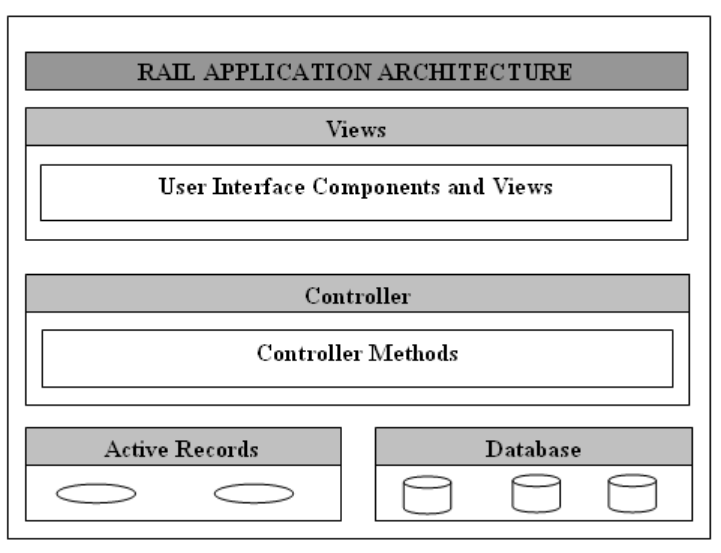 RAIL APPLICATION ARCHITECTURE
Views
User Interface Components and Views
Controller
Controller Methods
Active Records
Database